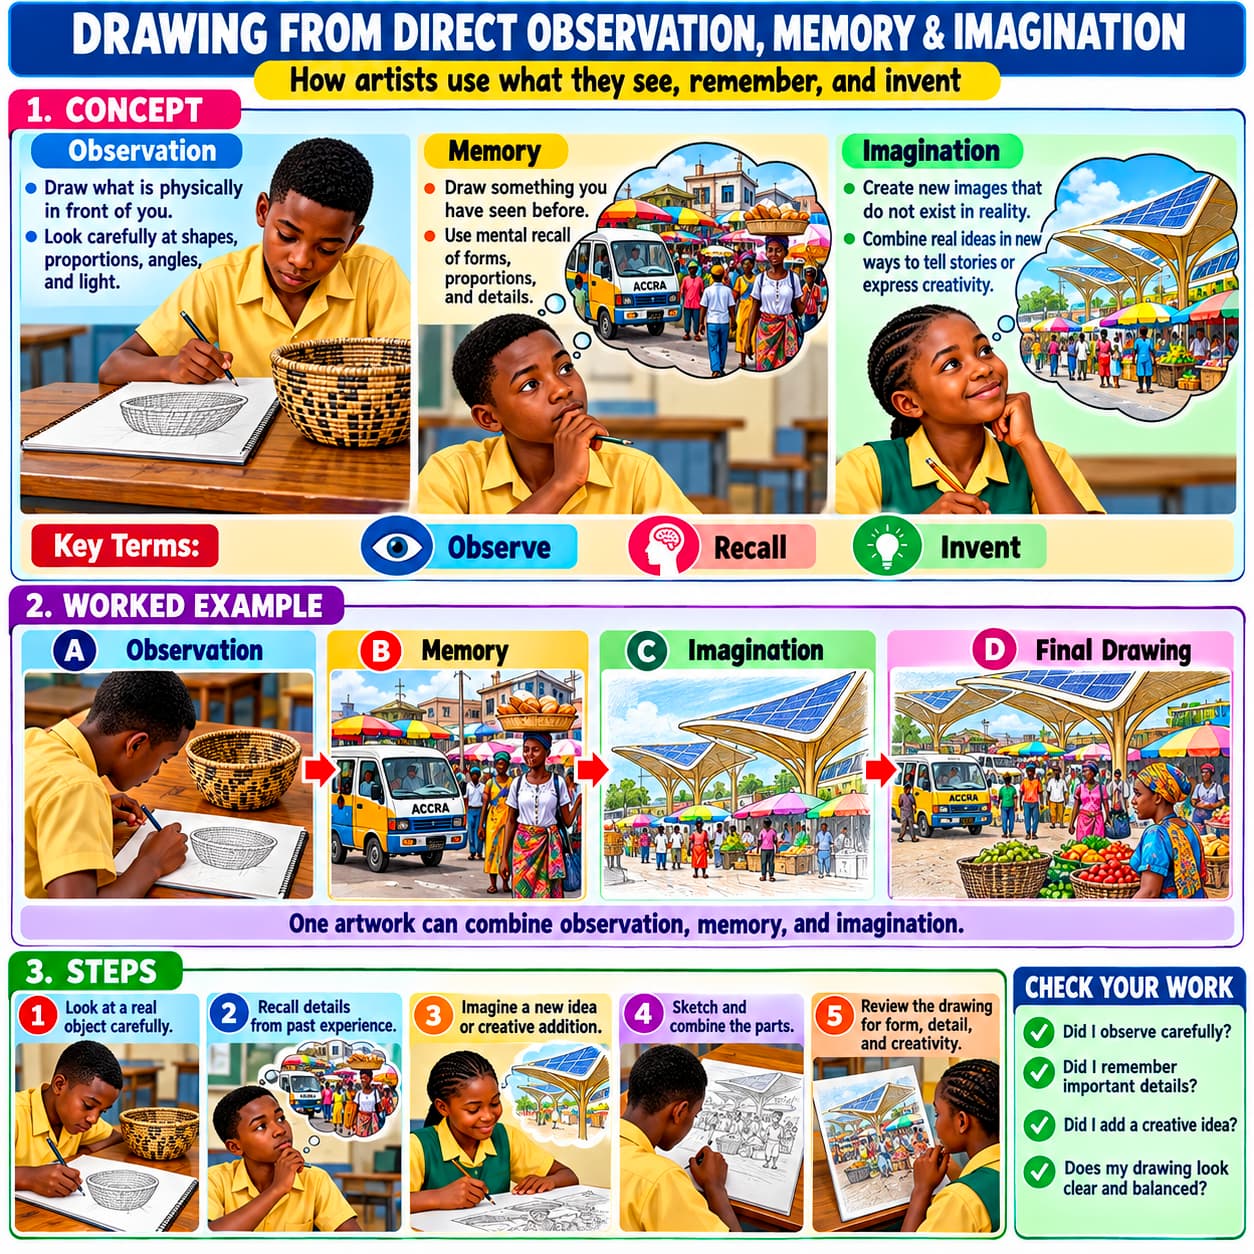 DRAWING FROM DIRECT OBSERVATION, MEMORY & IMAGINATION
How artists use what they see, remember, and invent
1. CONCEPT
Observation
• Draw what is physically
in front of you.
• Look carefully at shapes,
proportions, angles,
and light.
Memory
• Draw something you
have seen before.
• Use mental recall
of forms,
proportions,
and details.
ACCRA
Imagination
• Create new images that
do not exist in reality.
• Combine real ideas in new
ways to tell stories or
express creativity.
Key Terms:
Observe
Recall
Invent
2. WORKED EXAMPLE
A Observation
B Memory
ACCRA
C Imagination
D Final Drawing
ACCRA
One artwork can combine observation, memory, and imagination.
3. STEPS
1 Look at a real
object carefully.
2 Recall details
from past experience.
3 Imagine a new idea
or creative addition.
4 Sketch and
combine the parts.
5 Review the drawing
for form, detail,
and creativity.
CHECK YOUR WORK
Did I observe carefully?
Did I remember
important details?
Did I add a creative idea?
Does my drawing look
clear and balanced?